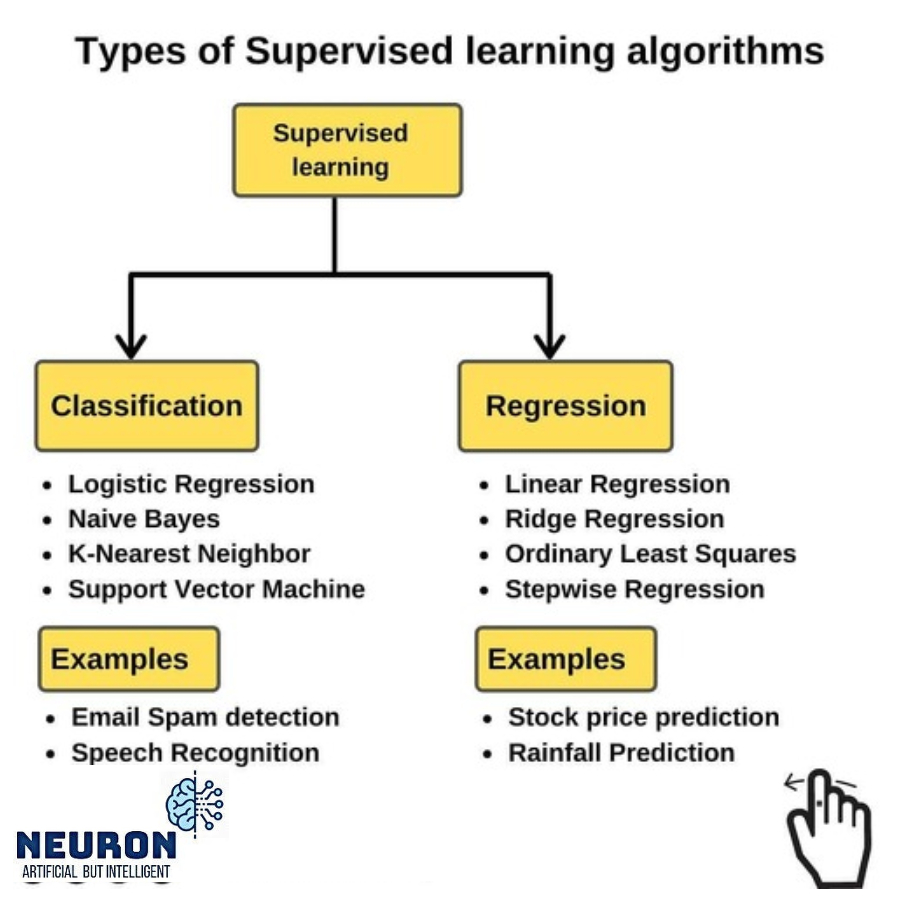 Types of Supervised learning algorithms
Supervised
learning
Classification
• Logistic Regression
• Naive Bayes
• K-Nearest Neighbor
• Support Vector Machine
Examples
• Email Spam detection
• Speech Recognition
Regression
• Linear Regression
• Ridge Regression
• Ordinary Least Squares
• Stepwise Regression
Examples
• Stock price prediction
• Rainfall Prediction
NEURON
ARTIFICIAL BUT INTELLIGENT